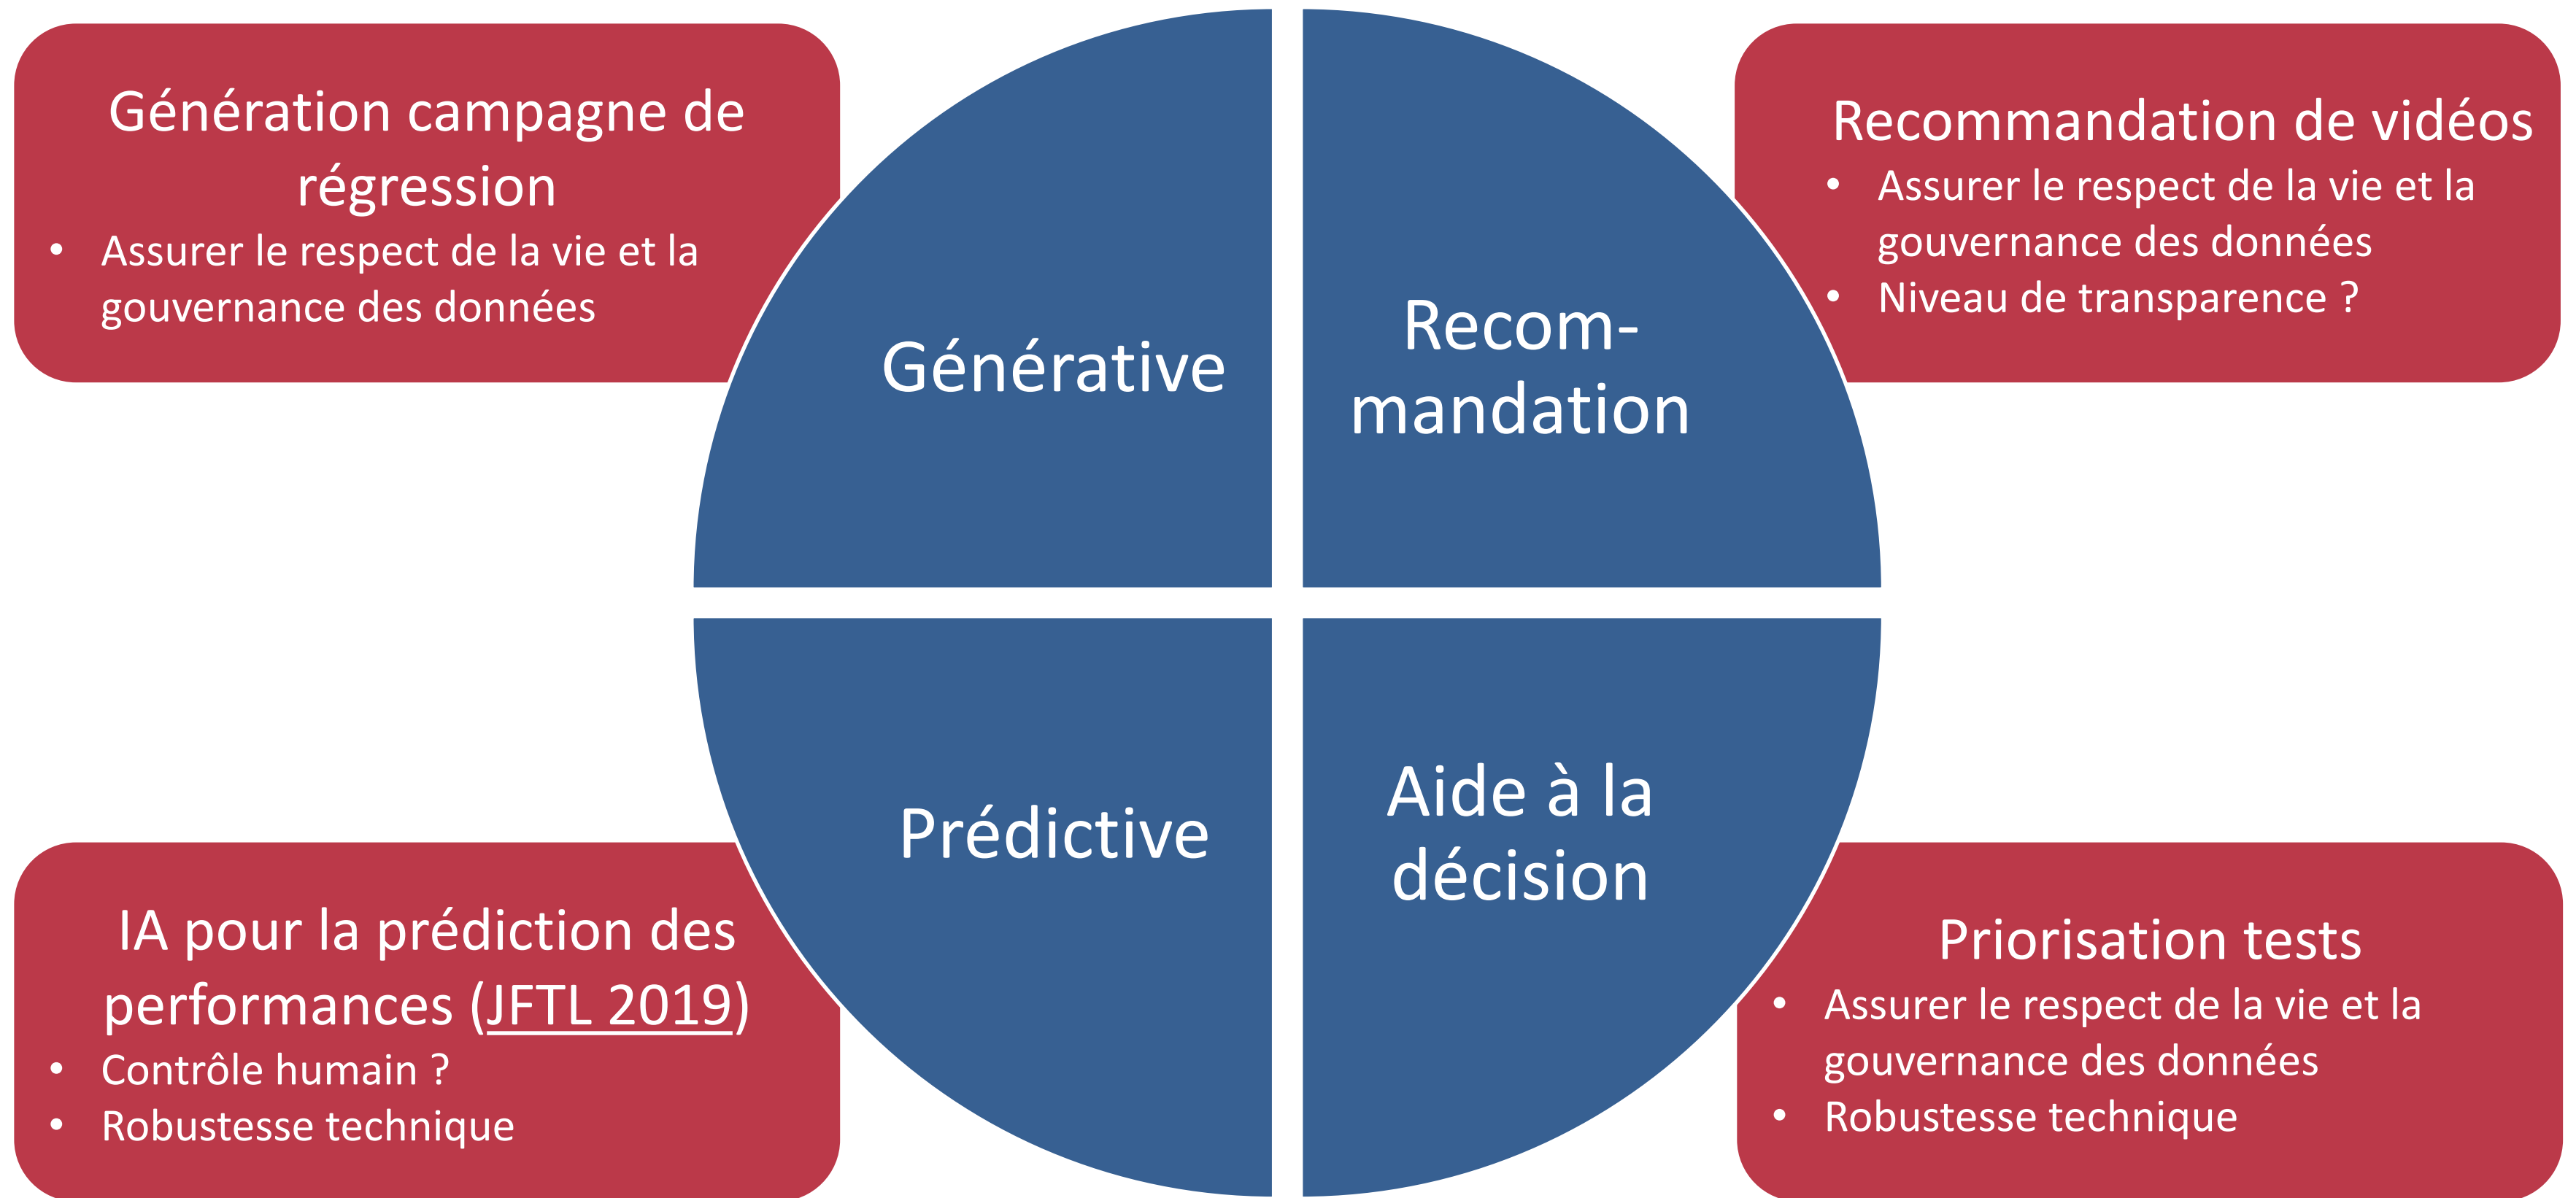 Génération campagne de
régression
• Assurer le respect de la vie et la
gouvernance des données
Générative
Recom-
mandation
Recommandation de vidéos
• Assurer le respect de la vie et la
gouvernance des données
• Niveau de transparence ?
IA pour la prédiction des
performances (JFTL 2019)
• Contrôle humain ?
• Robustesse technique
Prédictive
Aide à la
décision
Priorisation tests
• Assurer le respect de la vie et la
gouvernance des données
• Robustesse technique